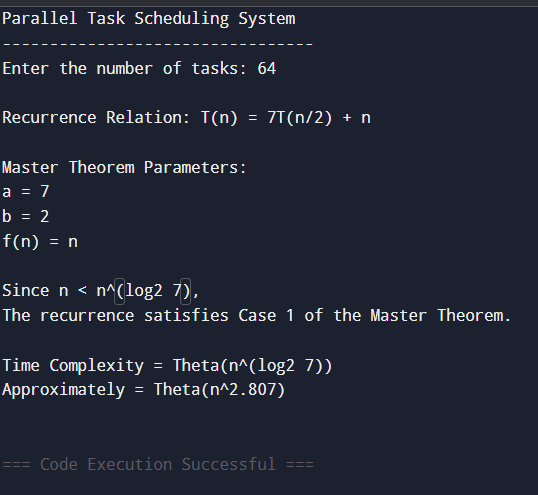 Parallel Task Scheduling System
---------------------------------
Enter the number of tasks: 64
Recurrence Relation: T(n) = 7T(n/2) + n
Master Theorem Parameters:
a = 7
b = 2
f(n) = n
Since n < n^(log2 7),
The recurrence satisfies Case 1 of the Master Theorem.
Time Complexity = Theta(n^(log2 7))
Approximately = Theta(n^2.807)
=== Code Execution Successful ===